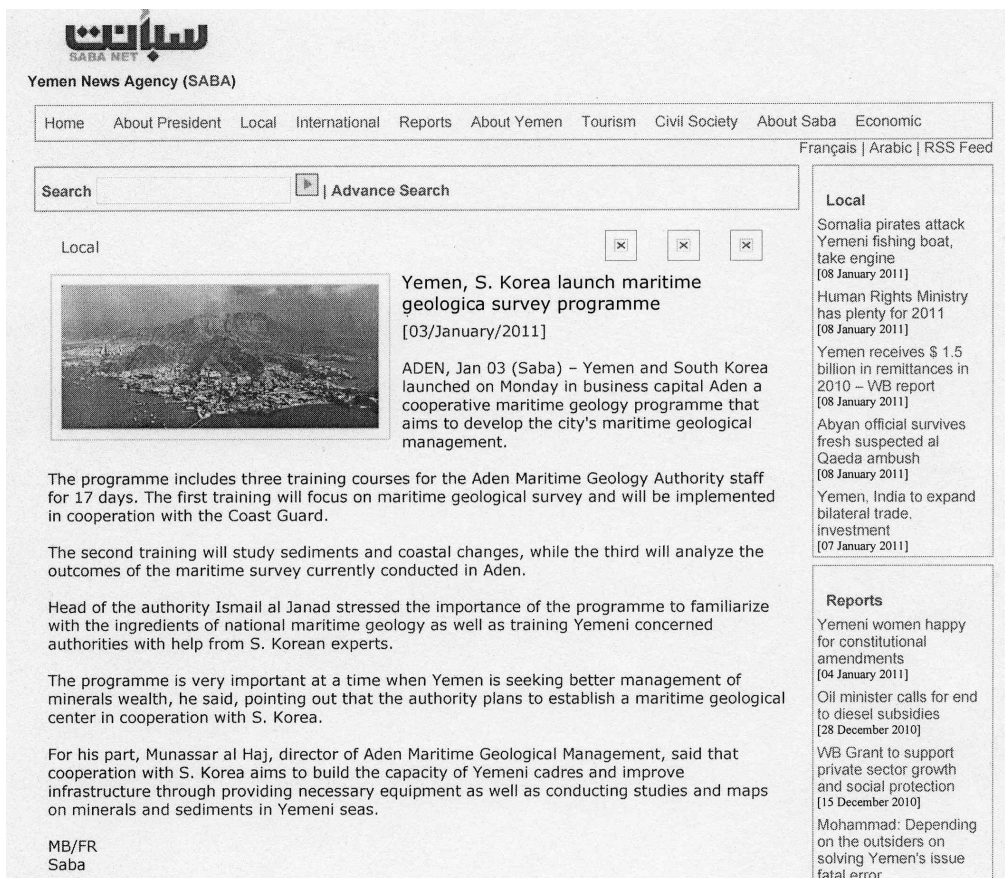 سبأنت
SABA NET
Yemen News Agency (SABA)
Home About President Local International Reports About Yemen Tourism Civil Society About Saba Economic
Français | Arabic | RSS Feed
Search | Advance Search
Local
Yemen, S. Korea launch maritime
geologica survey programme
[03/January/2011]
ADEN, Jan 03 (Saba) – Yemen and South Korea
launched on Monday in business capital Aden a
cooperative maritime geology programme that
aims to develop the city's maritime geological
management.
The programme includes three training courses for the Aden Maritime Geology Authority staff
for 17 days. The first training will focus on maritime geological survey and will be implemented
in cooperation with the Coast Guard.
The second training will study sediments and coastal changes, while the third will analyze the
outcomes of the maritime survey currently conducted in Aden.
Head of the authority Ismail al Janad stressed the importance of the programme to familiarize
with the ingredients of national maritime geology as well as training Yemeni concerned
authorities with help from S. Korean experts.
The programme is very important at a time when Yemen is seeking better management of
minerals wealth, he said, pointing out that the authority plans to establish a maritime geological
center in cooperation with S. Korea.
For his part, Munassar al Haj, director of Aden Maritime Geological Management, said that
cooperation with S. Korea aims to build the capacity of Yemeni cadres and improve
infrastructure through providing necessary equipment as well as conducting studies and maps
on minerals and sediments in Yemeni seas.
MB/FR
Saba
Local
Somalia pirates attack
Yemeni fishing boat,
take engine
[08 January 2011]
Human Rights Ministry
has plenty for 2011
[08 January 2011]
Yemen receives $ 1.5
billion in remittances in
2010 – WB report
[08 January 2011]
Abyan official survives
fresh suspected al
Qaeda ambush
[08 January 2011]
Yemen, India to expand
bilateral trade.
investment
[07 January 2011]
Reports
Yemeni women happy
for constitutional
amendments
[04 January 2011]
Oil minister calls for end
to diesel subsidies
[28 December 2010]
WB Grant to support
private sector growth
and social protection
[15 December 2010]
Mohammad: Depending
on the outsiders on
solving Yemen's issue
fatal error